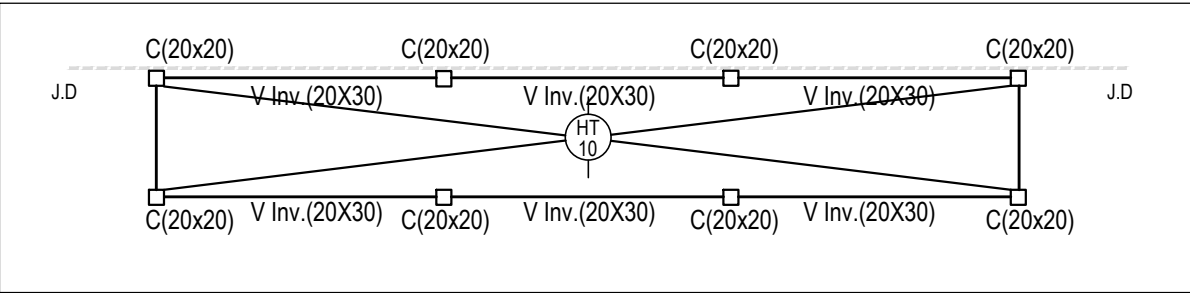 C(20x20) C(20x20) C(20x20) C(20x20)
J.D V Inv.(20X30) V Inv.(20X30) V Inv.(20X30) J.D
HT
10
C(20x20) V Inv.(20X30) C(20x20) V Inv.(20X30) C(20x20) V Inv.(20X30) C(20x20)